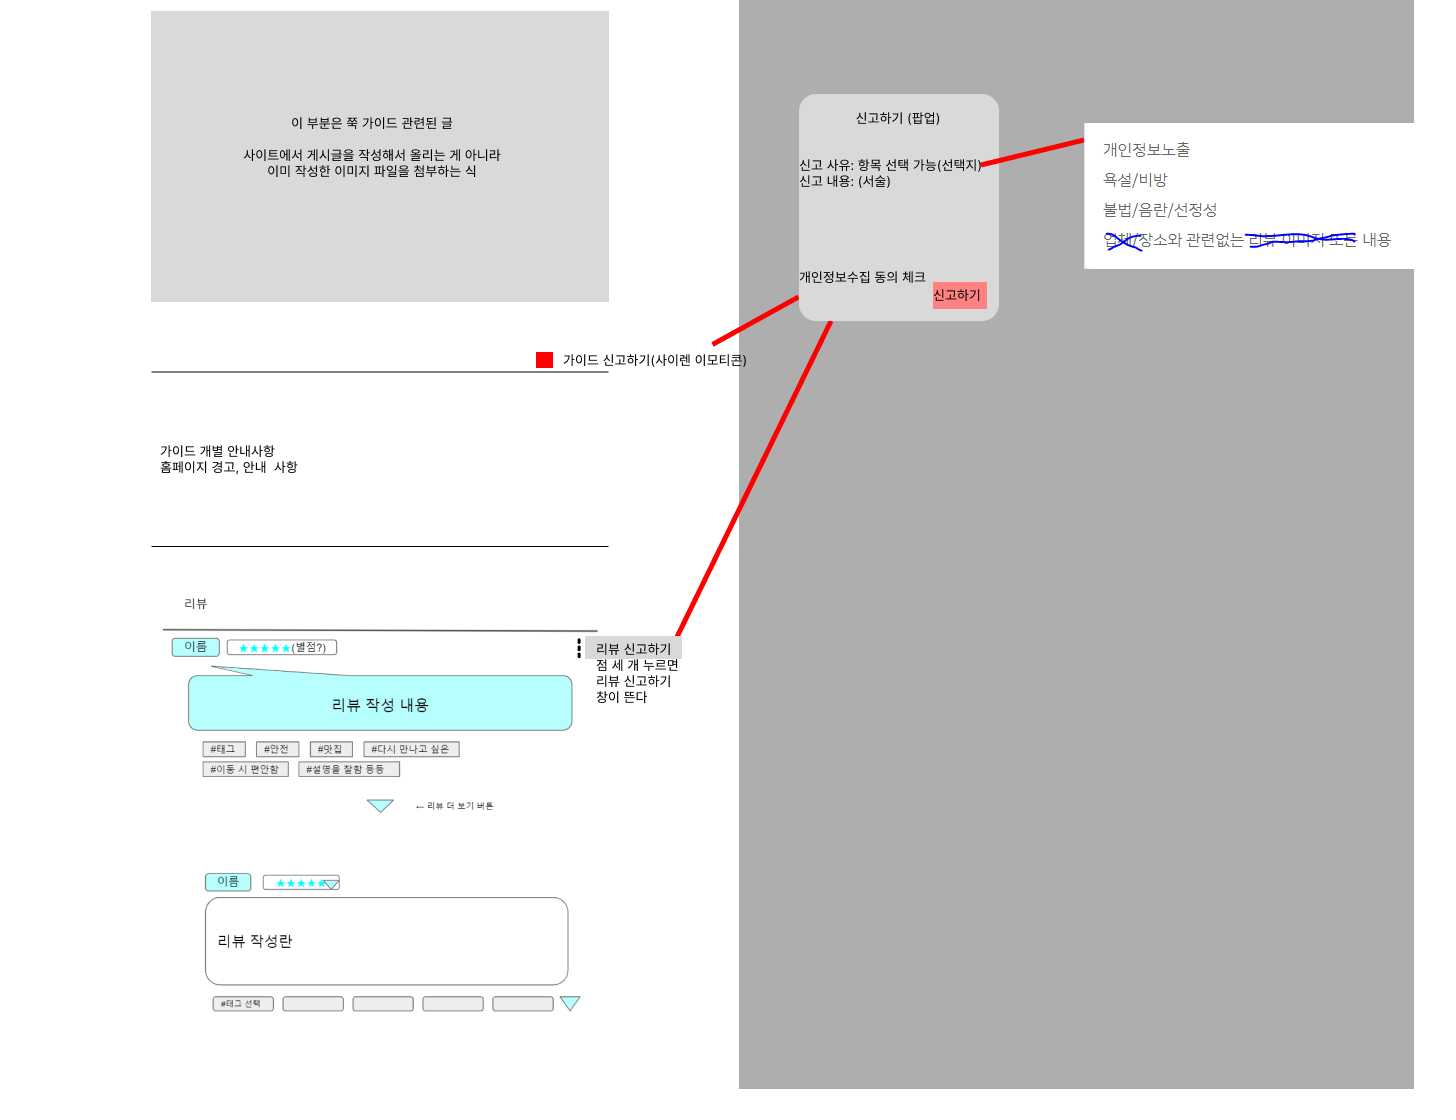 이 부분은 쭉 가이드 관련된 글
사이트에서 게시글을 작성해서 올리는 게 아니라
이미 작성한 이미지 파일을 첨부하는 식
가이드 신고하기(사이렌 이모티콘)
가이드 개별 안내사항
홈페이지 경고, 안내 사항
리뷰
이름
★★★★★(별점?)
리뷰 신고하기
점 세 개 누르면
리뷰 신고하기
창이 뜬다
리뷰 작성 내용
#태그
#안전
#맛집
#다시 만나고 싶은
#이동 시 편안함
#설명을 잘함 등등
← 리뷰 더 보기 버튼
이름
★★★★★
리뷰 작성란
#태그 선택
신고하기 (팝업)
신고 사유: 항목 선택 가능(선택지)
신고 내용: (서술)
개인정보수집 동의 체크
신고하기
개인정보노출
욕설/비방
불법/음란/선정성
업체/장소와 관련없는 리뷰 이미지 또는 내용